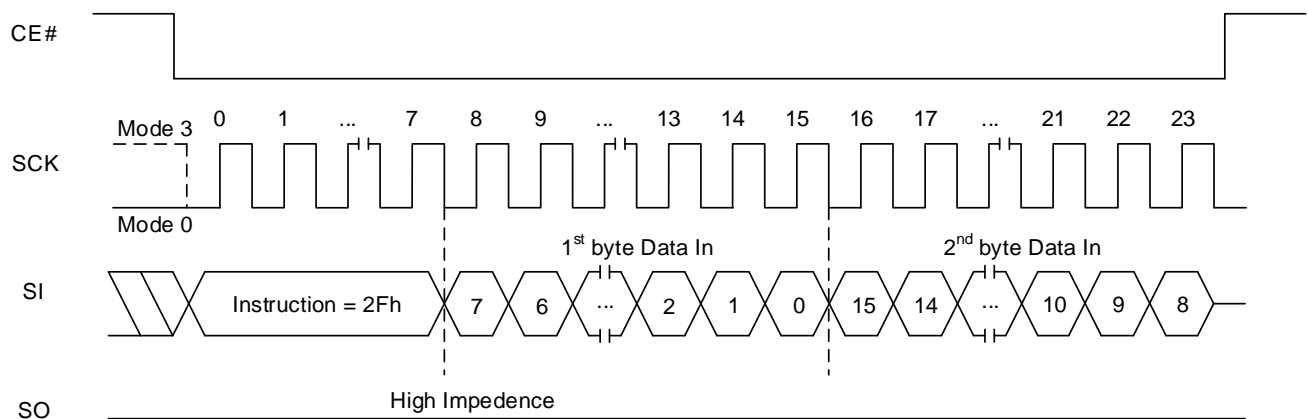 CE#
0 1 ... 7 8 9 ... 13 14 15 16 17 ... 21 22 23
Mode 3
SCK
Mode 0
1st byte Data In 2nd byte Data In
SI Instruction = 2Fh 7 6 ... 2 1 0 15 14 ... 10 9 8
High Impedence
SO